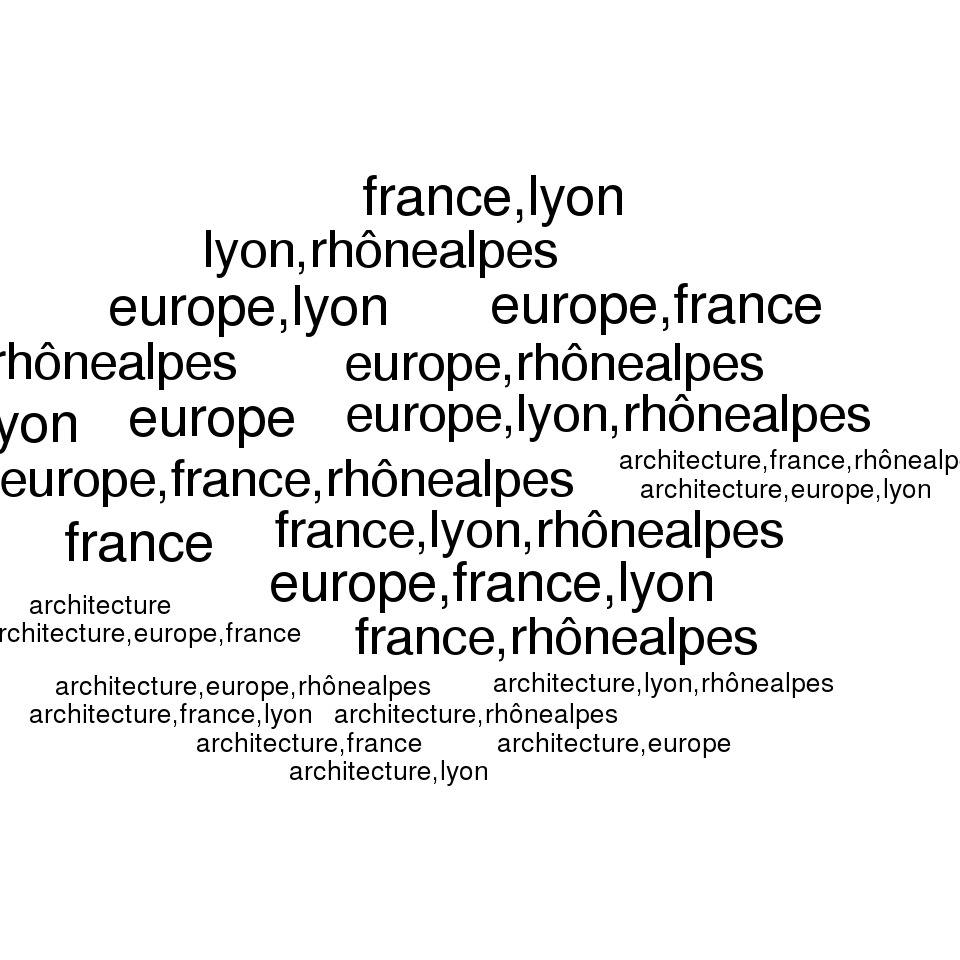 france,lyon
lyon,rhônealpes
europe,lyon europe,france
rhônealpes europe,rhônealpes
yon europe europe,lyon,rhônealpes
architecture,france,rhônealp
europe,france,rhônealpes architecture,europe,lyon
france france,lyon,rhônealpes
europe,france,lyon
architecture
rchitecture,europe,france france,rhônealpes
architecture,europe,rhônealpes architecture,lyon,rhônealpes
architecture,france,lyon architecture,rhônealpes
architecture,france architecture,europe
architecture,lyon